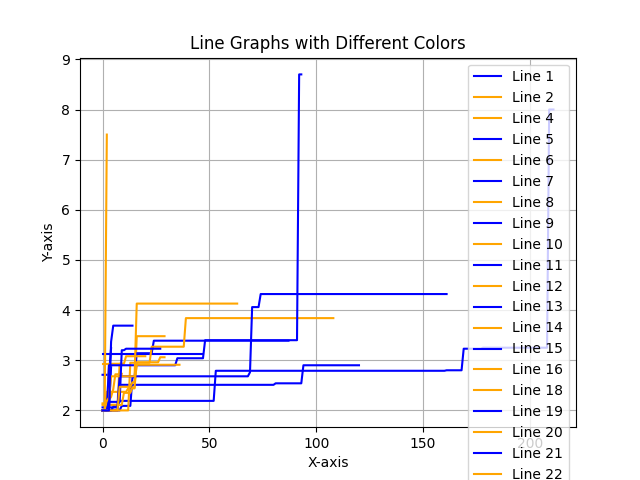 Line Graphs with Different Colors
9
8
7
6
5
4
3
2
Y-axis
0
50
100
150
200
X-axis
Line 1
Line 2
Line 4
Line 5
Line 6
Line 7
Line 8
Line 9
Line 10
Line 11
Line 12
Line 13
Line 14
Line 15
Line 16
Line 18
Line 19
Line 20
Line 21
Line 22